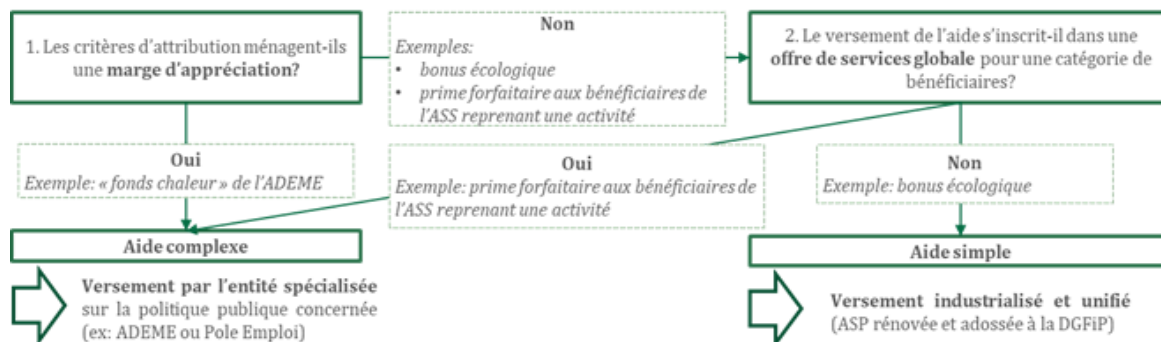 1. Les critères d'attribution ménagent-ils
une marge d'appréciation?
Non
Exemples:
• bonus écologique
• prime forfaitaire aux bénéficiaires de
l'ASS reprenant une activité
2. Le versement de l'aide s'inscrit-il dans une
offre de services globale pour une catégorie de
bénéficiaires?
Oui
Exemple: « fonds chaleur » de l'ADEME
Oui
Exemple: prime forfaitaire aux bénéficiaires de
l'ASS reprenant une activité
Non
Exemple: bonus écologique
Aide complexe
Aide simple
Versement par l'entité spécialisée
sur la politique publique concernée
(ex: ADEME ou Pole Emploi)
Versement industrialisé et unifié
(ASP rénovée et adossée à la DGFiP)